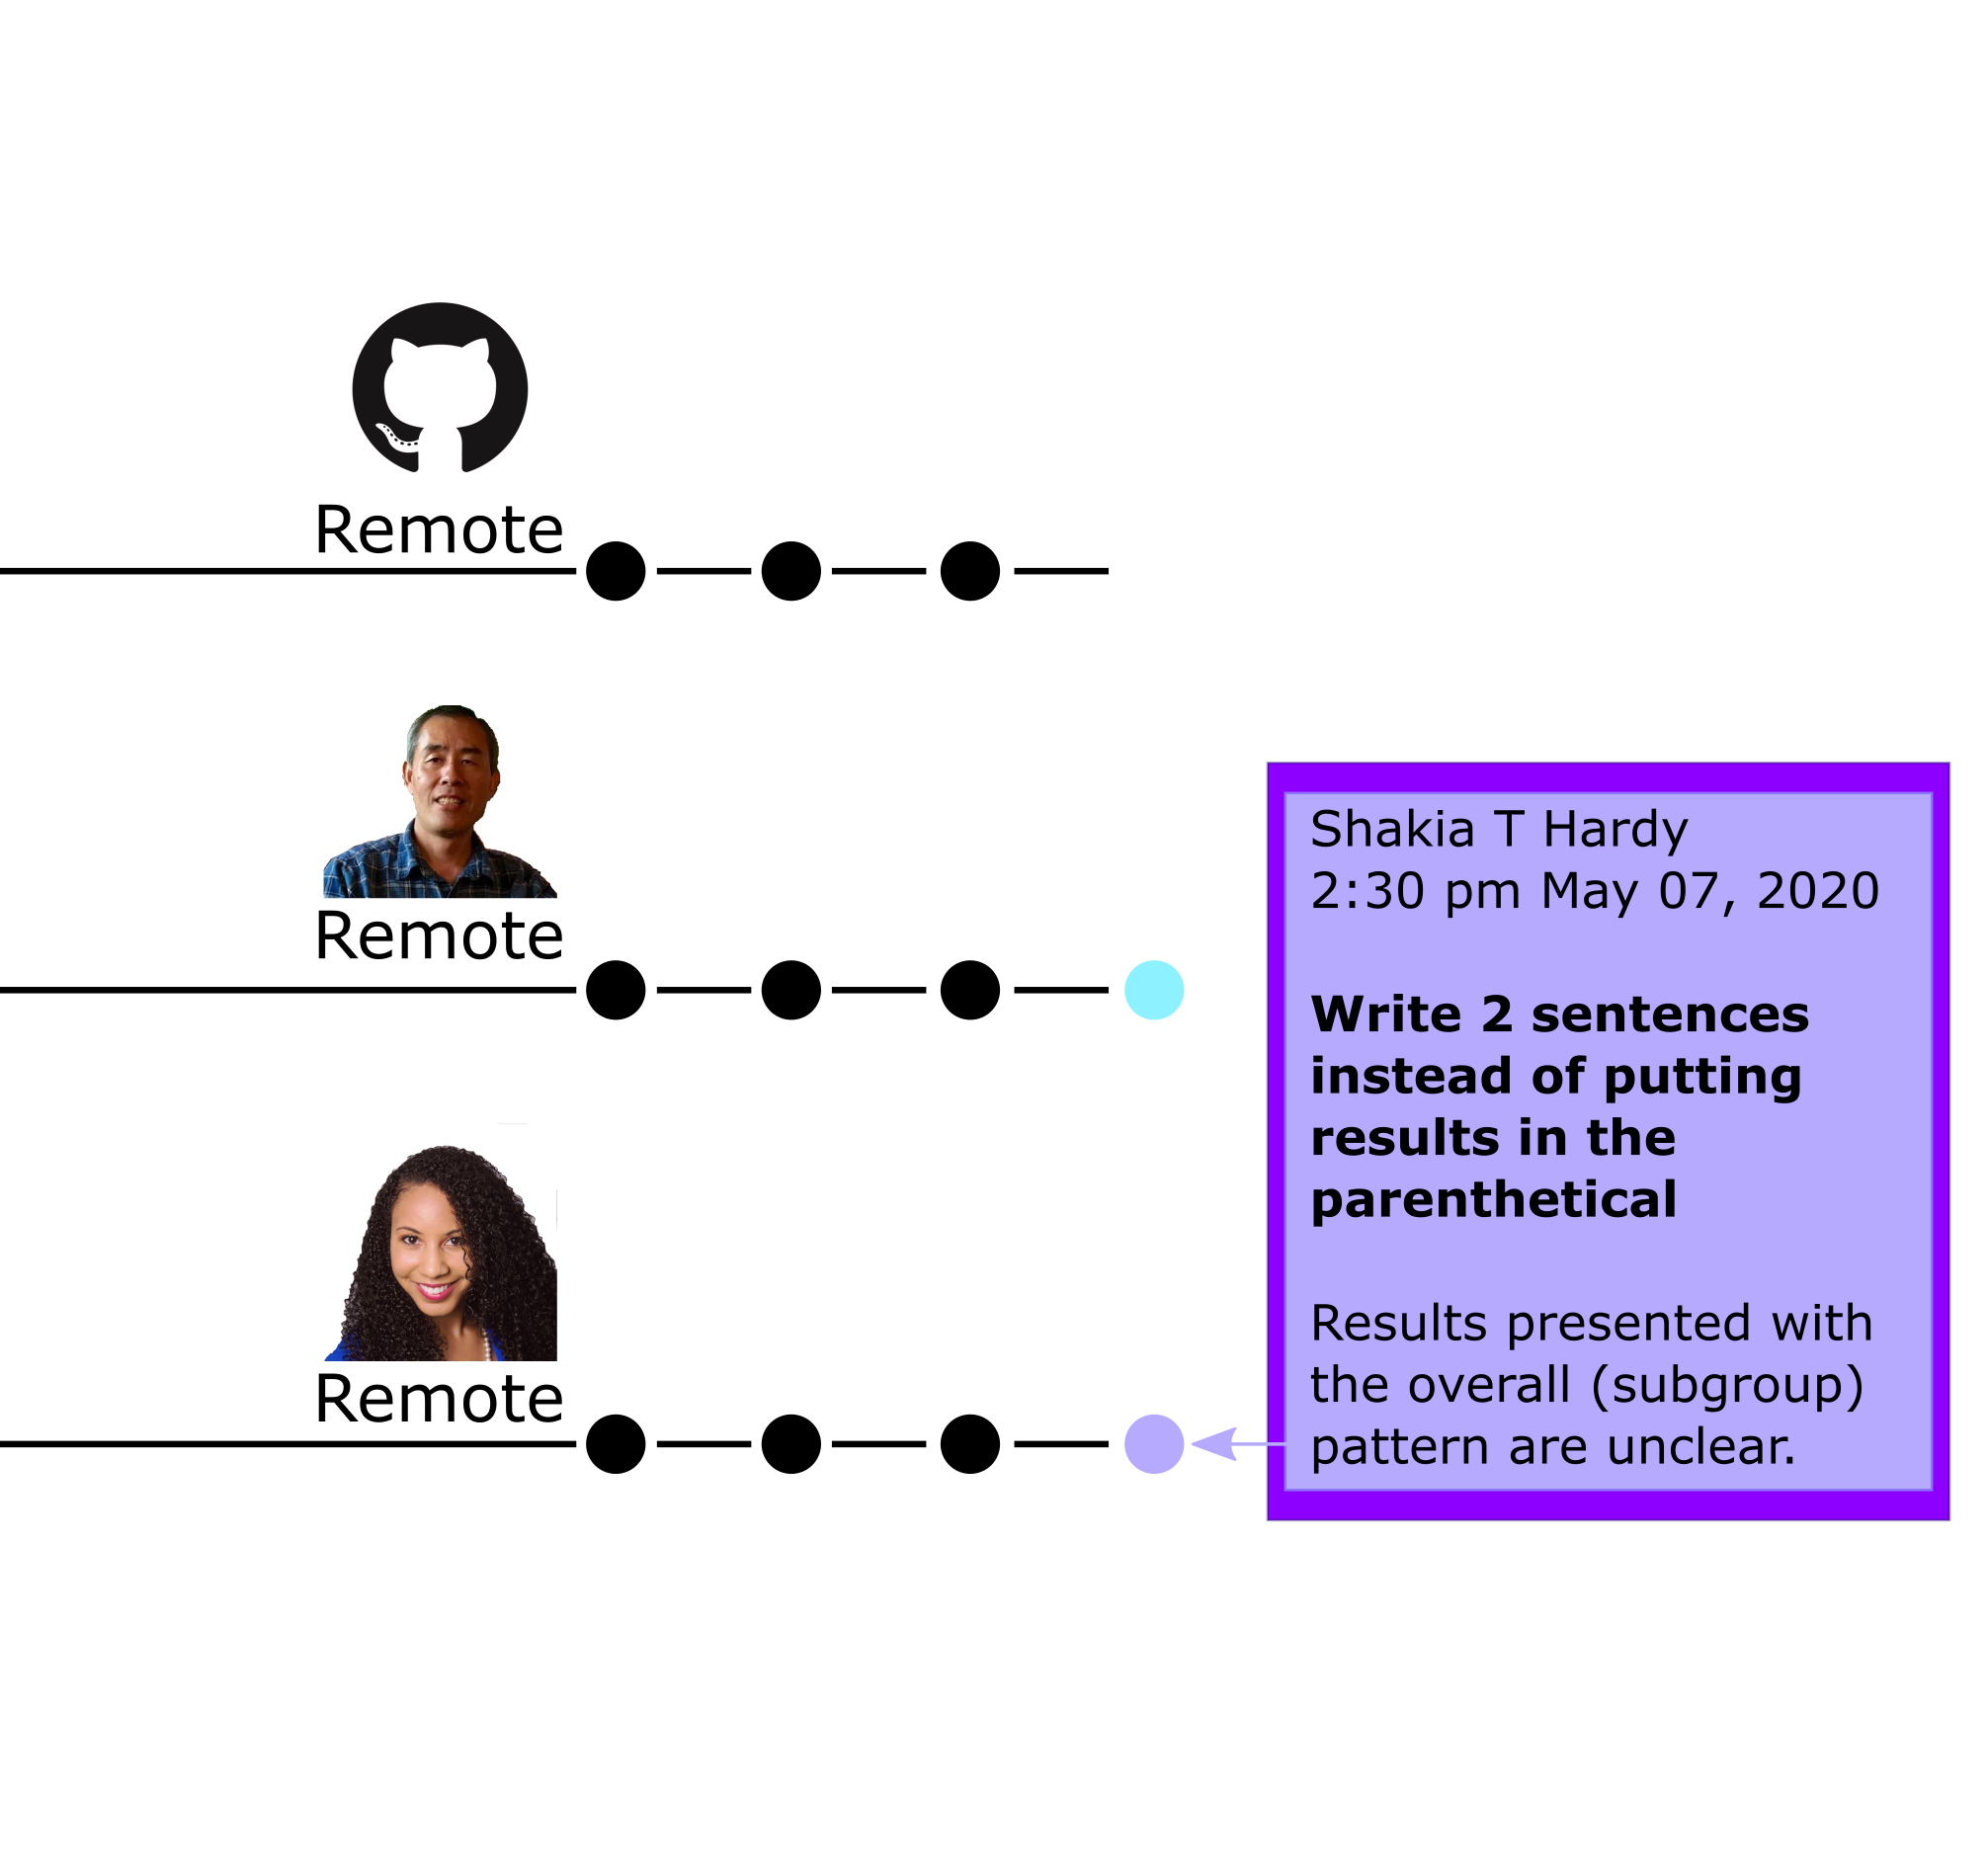 Remote
Remote
Remote
Shakia T Hardy
2:30 pm May 07, 2020
Write 2 sentences
instead of putting
results in the
parenthetical
Results presented with
the overall (subgroup)
pattern are unclear.